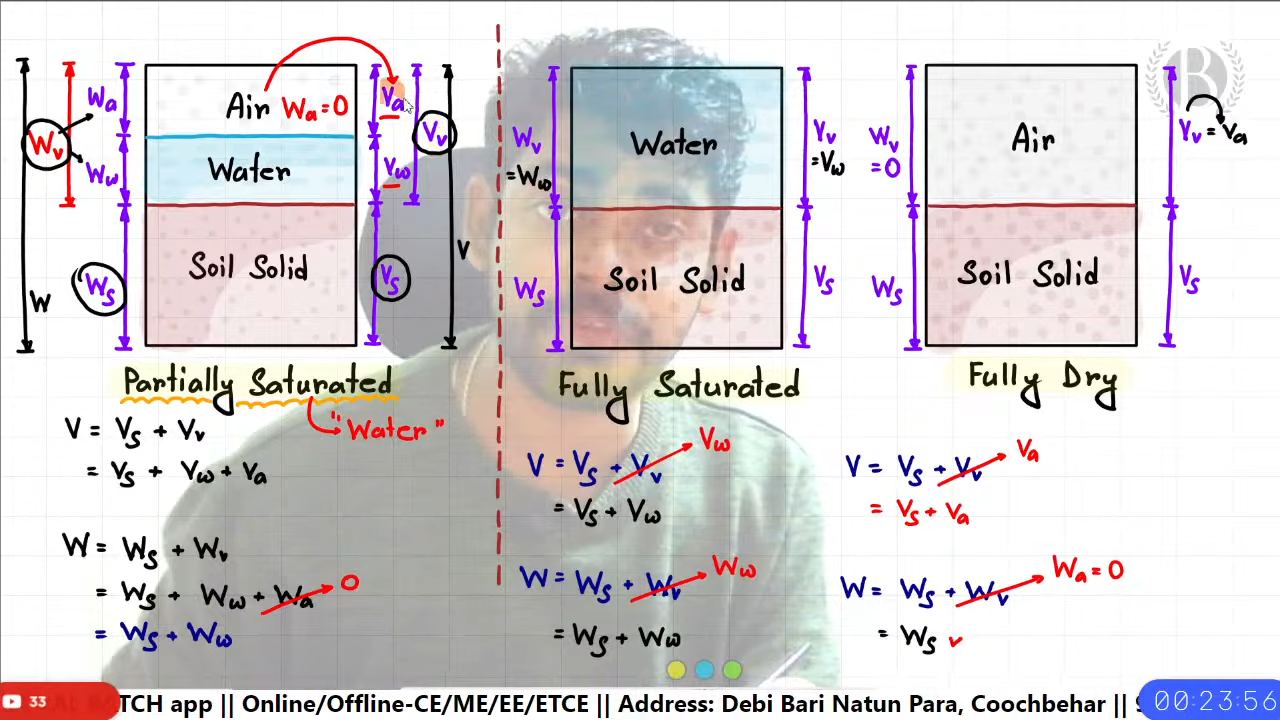 Air Wa = 0
Water
Soil Solid
Wa
Wv
Ww
Ws
W
Va
Vv
Vw
Vs
V
Partially Saturated
"Water"
V = Vs + Vv
= Vs + Vw + Va
W = Ws + Wv
= Ws + Ww + Wa 0
= Ws + Ww
Water
Soil Solid
Wv
= Ww
Ws
Vv
= Vw
Vs
Fully Saturated
V = Vs + Vv Vw
= Vs + Vw
W = Ws + Wv Ww
= Ws + Ww
B
Air
Soil Solid
Wv
= 0
Ws
Vv = Va
Vs
Fully Dry
V = Vs + Vv Va
= Vs + Va
W = Ws + Wv Wa = 0
= Ws
33
TCH app || Online/Offline-CE/ME/EE/ETCE || Address: Debi Bari Natun Para, Coochbehar ||
00:23:56